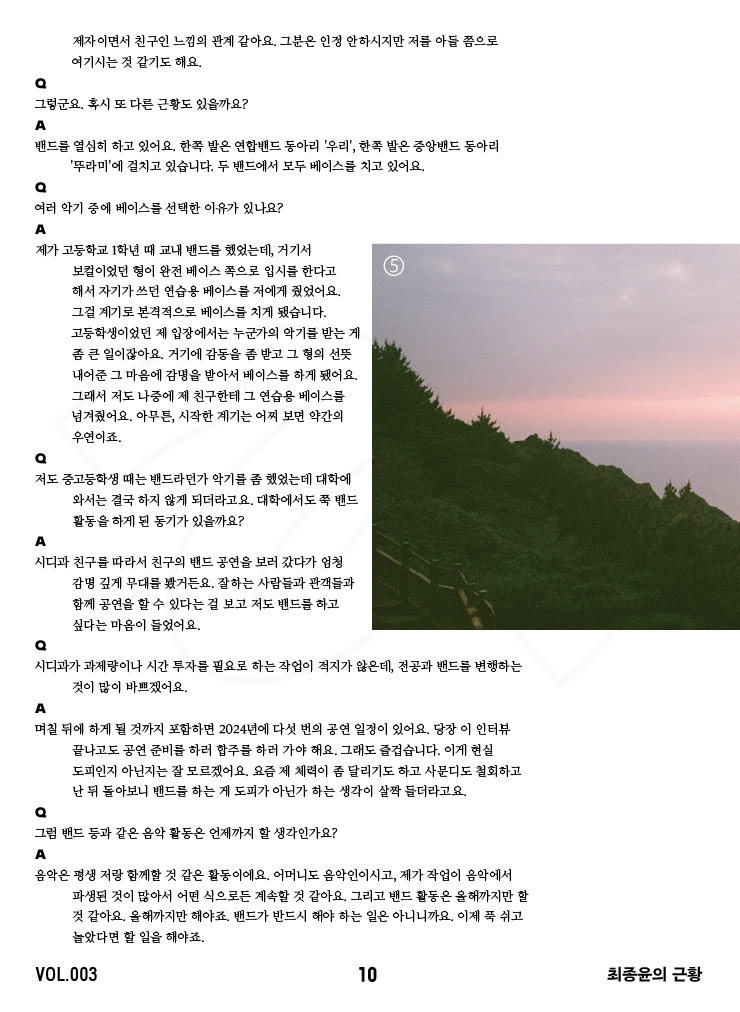 제자이면서 친구인 느낌의 관계 같아요. 그분은 인정 안하시지만 저를 아들 쯤으로
여기시는 것 같기도 해요.
Q
그렇군요. 혹시 또 다른 근황도 있을까요?
A
밴드를 열심히 하고 있어요. 한쪽 발은 연합밴드 동아리 '우리', 한쪽 발은 중앙밴드 동아리
'뚜라미'에 걸치고 있습니다. 두 밴드에서 모두 베이스를 치고 있어요.
Q
여러 악기 중에 베이스를 선택한 이유가 있나요?
A
제가 고등학교 1학년 때 교내 밴드를 했었는데, 거기서
보컬이었던 형이 완전 베이스 쪽으로 입시를 한다고
해서 자기가 쓰던 연습용 베이스를 저에게 줬었어요.
그걸 계기로 본격적으로 베이스를 치게 됐습니다.
고등학생이었던 제 입장에서는 누군가의 악기를 받는 게
좀 큰 일이잖아요. 거기에 감동을 좀 받고 그 형의 선뜻
내어준 그 마음에 감명을 받아서 베이스를 하게 됐어요.
그래서 저도 나중에 제 친구한테 그 연습용 베이스를
넘겨줬어요. 아무튼, 시작한 계기는 어찌 보면 약간의
우연이죠.
Q
저도 중고등학생 때는 밴드라던가 악기를 좀 했었는데 대학에
와서는 결국 하지 않게 되더라고요. 대학에서도 쭉 밴드
활동을 하게 된 동기가 있을까요?
A
시디과 친구를 따라서 친구의 밴드 공연을 보러 갔다가 엄청
감명 깊게 무대를 봤거든요. 잘하는 사람들과 관객들과
함께 공연을 할 수 있다는 걸 보고 저도 밴드를 하고
싶다는 마음이 들었어요.
Q
시디과가 과제량이나 시간 투자를 필요로 하는 작업이 적지가 않은데, 전공과 밴드를 변행하는
것이 많이 바쁘겠어요.
A
며칠 뒤에 하게 될 것까지 포함하면 2024년에 다섯 번의 공연 일정이 있어요. 당장 이 인터뷰
끝나고도 공연 준비를 하러 합주를 하러 가야 해요. 그래도 즐겁습니다. 이게 현실
도피인지 아닌지는 잘 모르겠어요. 요즘 제 체력이 좀 달리기도 하고 사문디도 철회하고
난 뒤 돌아보니 밴드를 하는 게 도피가 아닌가 하는 생각이 살짝 들더라고요.
Q
그럼 밴드 등과 같은 음악 활동은 언제까지 할 생각인가요?
A
음악은 평생 저랑 함께할 것 같은 활동이에요. 어머니도 음악인이시고, 제가 작업이 음악에서
파생된 것이 많아서 어떤 식으로든 계속할 것 같아요. 그리고 밴드 활동은 올해까지만 할
것 같아요. 올해까지만 해야죠. 밴드가 반드시 해야 하는 일은 아니니까요. 이제 푹 쉬고
놀았다면 할 일을 해야죠.
⑤
VOL.003
10
최종윤의 근황